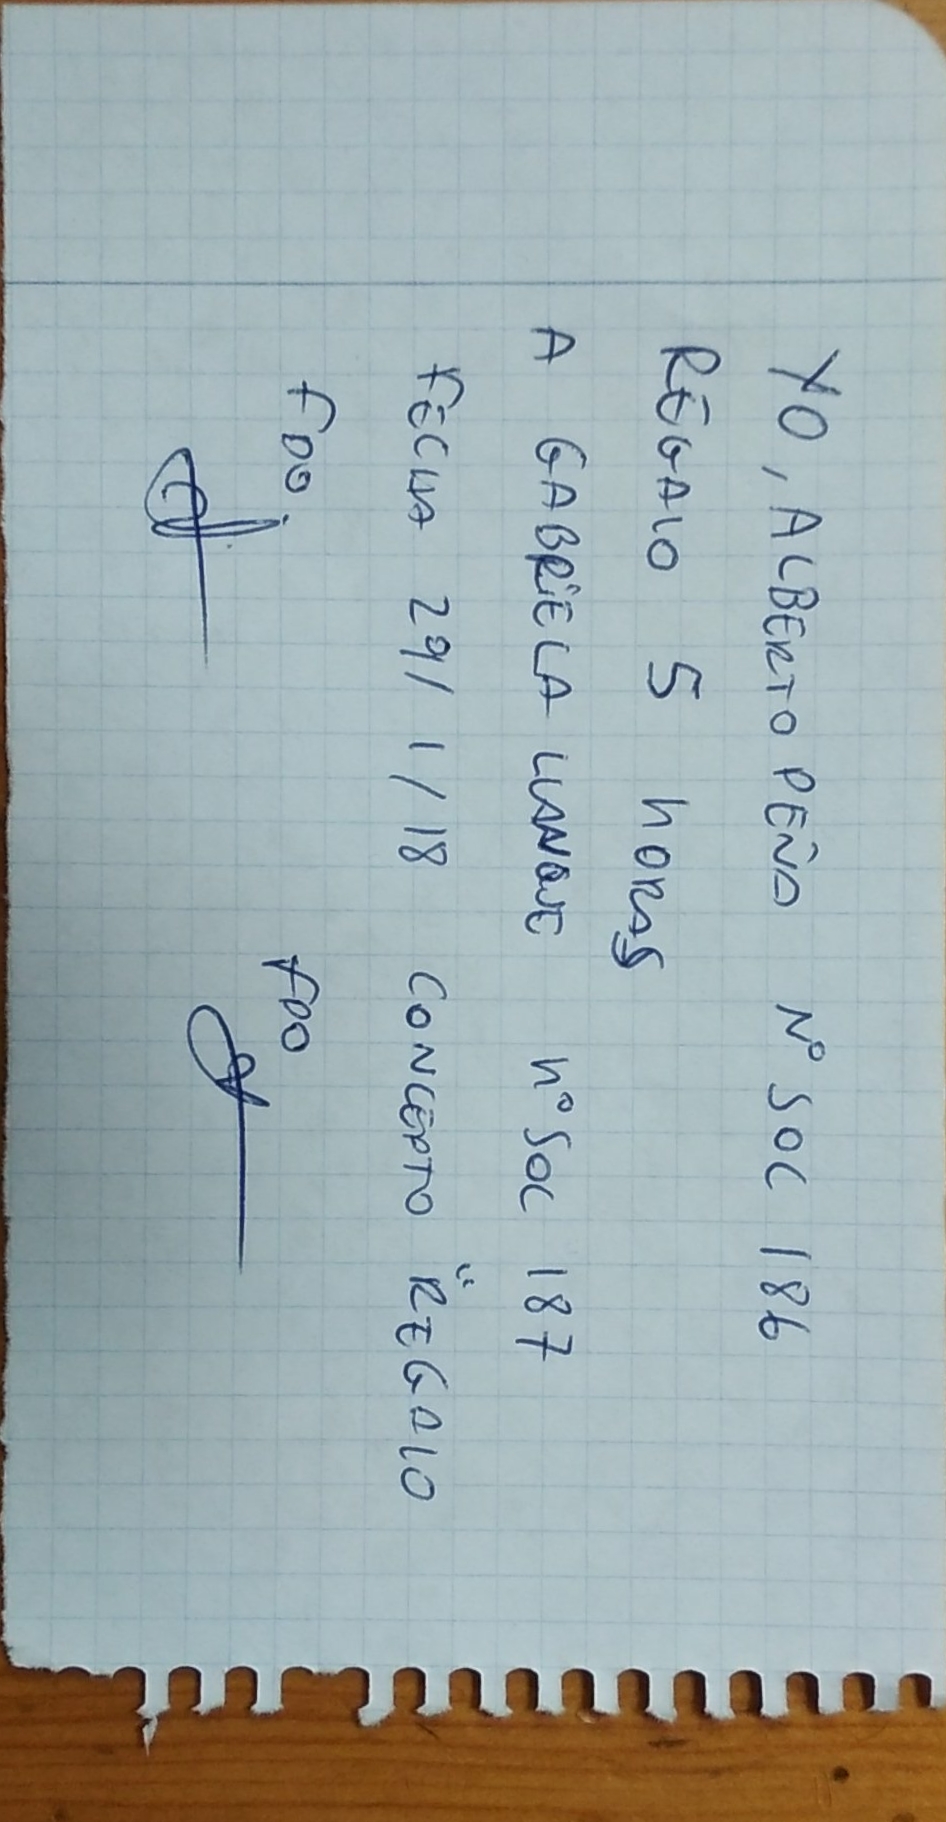 YO, ALBERTO PEÑA Nº SOC 186
REGALO 5 hORAS
A GABRiELA LLANQUE nº SOC 187
FECHA 29/1/18 CONCEPTO "REGALO
FDO.
FDO